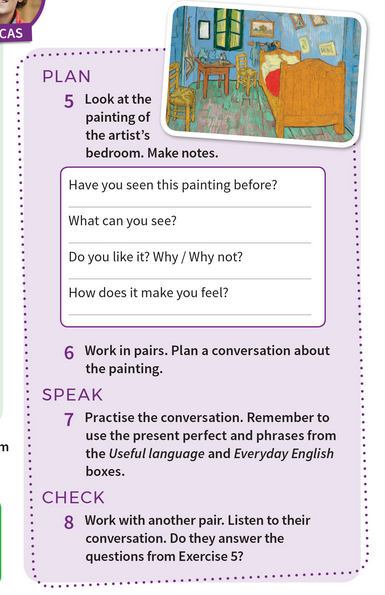 CAS
PLAN
5 Look at the
painting of
the artist's
bedroom. Make notes.
Have you seen this painting before?
What can you see?
Do you like it? Why / Why not?
How does it make you feel?
6 Work in pairs. Plan a conversation about
the painting.
SPEAK
7 Practise the conversation. Remember to
use the present perfect and phrases from
the Useful language and Everyday English
boxes.
m
CHECK
8 Work with another pair. Listen to their
conversation. Do they answer the
questions from Exercise 5?